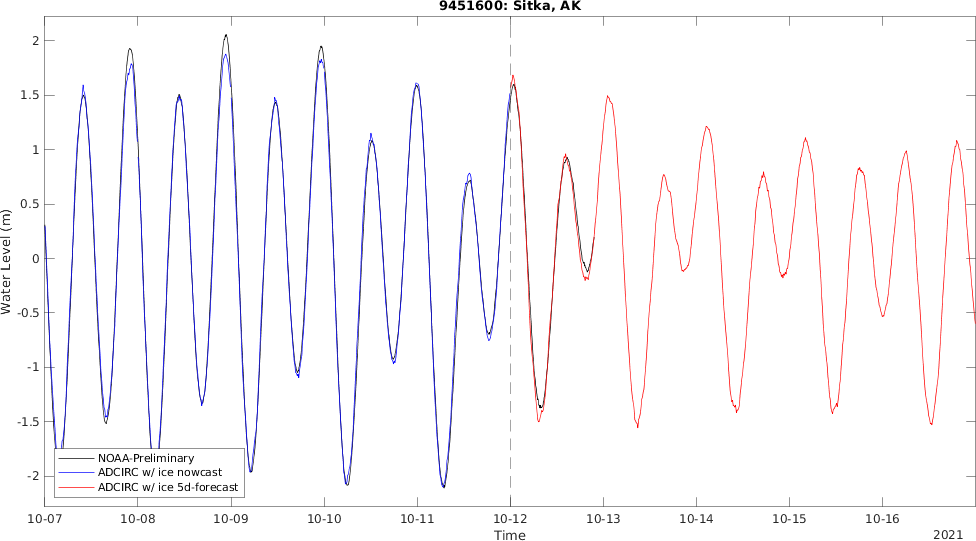 9451600: Sitka, AK
Water Level (m)
2
1.5
1
0.5
0
-0.5
-1
-1.5
-2
NOAA-Preliminary
ADCIRC w/ ice nowcast
ADCIRC w/ ice 5d-forecast
10-07 10-08 10-09 10-10 10-11 10-12 10-13 10-14 10-15 10-16
Time
2021